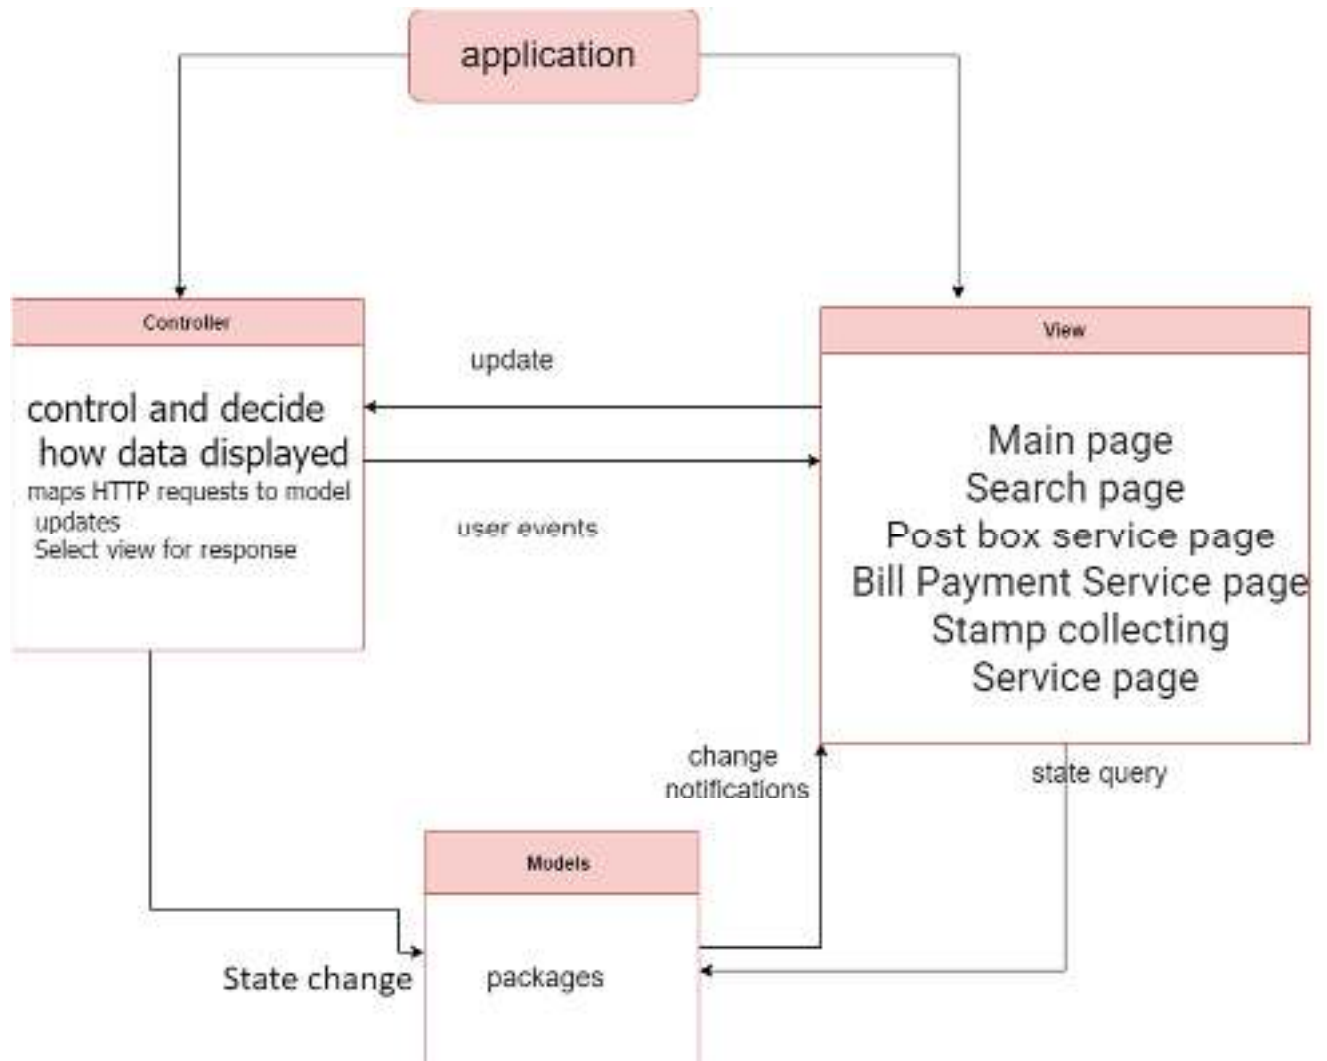 application
Controller
control and decide
how data displayed
maps HTTP requests to model
updates
Select view for response
update
user events
View
Main page
Search page
Post box service page
Bill Payment Service page
Stamp collecting
Service page
change
notifications
state query
Models
packages
State change